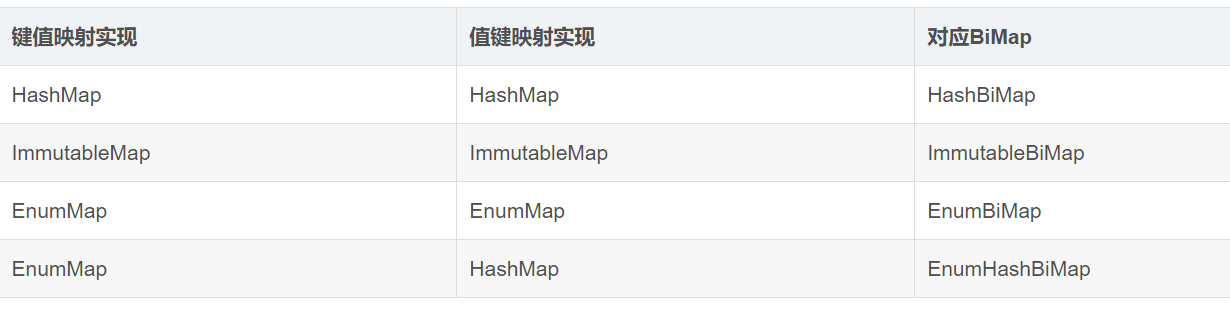 键值映射实现 值键映射实现 对应BiMap
HashMap HashMap HashBiMap
ImmutableMap ImmutableMap ImmutableBiMap
EnumMap EnumMap EnumBiMap
EnumMap HashMap EnumHashBiMap